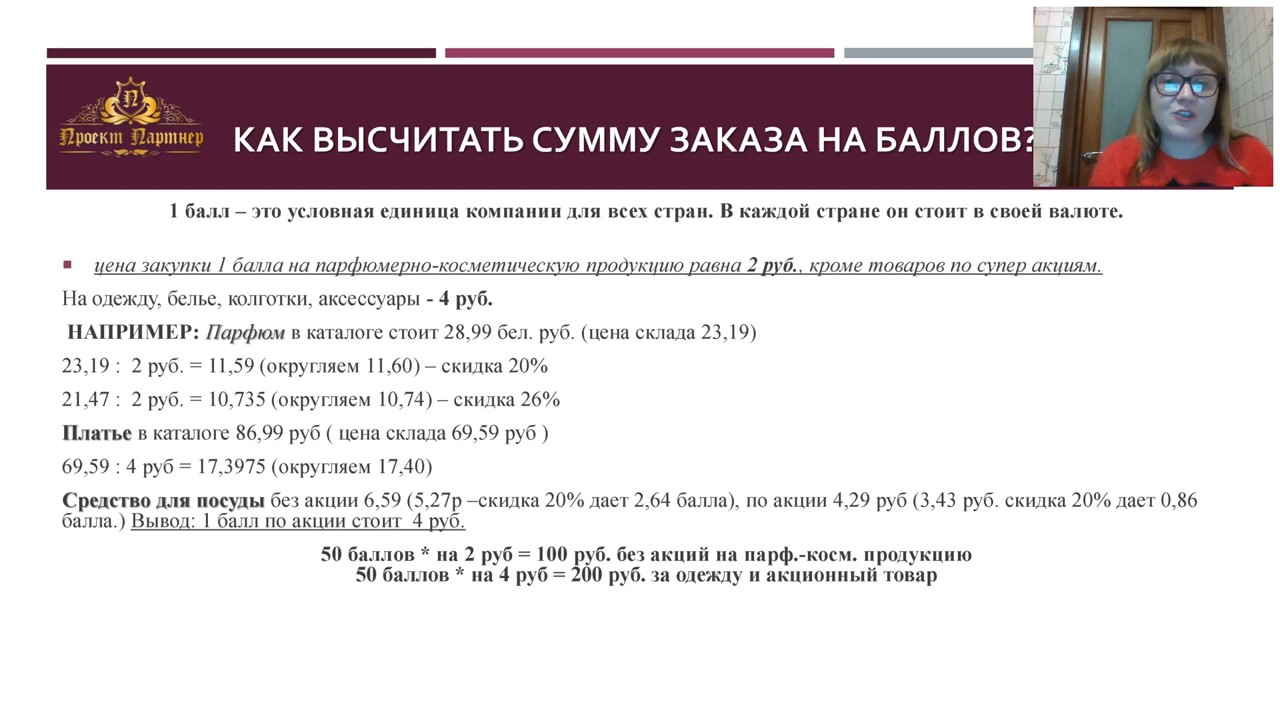 Проект Партнер
КАК ВЫСЧИТАТЬ СУММУ ЗАКАЗА НА БАЛЛОВ?
1 балл – это условная единица компании для всех стран. В каждой стране он стоит в своей валюте.
цена закупки 1 балла на парфюмерно-косметическую продукцию равна 2 руб., кроме товаров по супер акциям.
На одежду, белье, колготки, аксессуары - 4 руб.
НАПРИМЕР: Парфюм в каталоге стоит 28,99 бел. руб. (цена склада 23,19)
23,19 : 2 руб. = 11,59 (округляем 11,60) – скидка 20%
21,47 : 2 руб. = 10,735 (округляем 10,74) – скидка 26%
Платье в каталоге 86,99 руб ( цена склада 69,59 руб )
69,59 : 4 руб = 17,3975 (округляем 17,40)
Средство для посуды без акции 6,59 (5,27р –скидка 20% дает 2,64 балла), по акции 4,29 руб (3,43 руб. скидка 20% дает 0,86
балла.) Вывод: 1 балл по акции стоит 4 руб.
50 баллов * на 2 руб = 100 руб. без акций на парф.-косм. продукцию
50 баллов * на 4 руб = 200 руб. за одежду и акционный товар